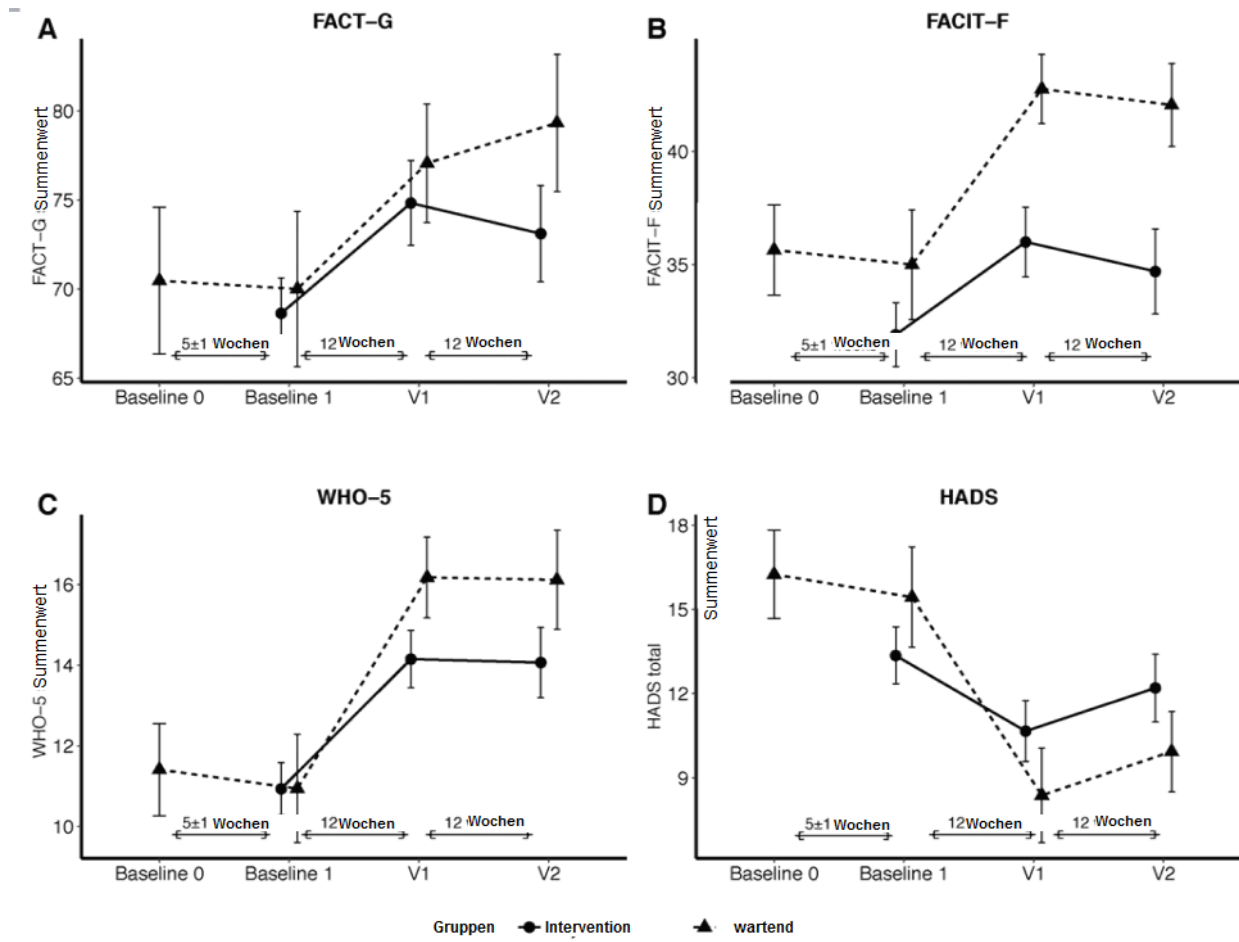 A FACT–G
FACT–G Summenwert
80
75
70
65
5±1 Wochen
12 Wochen
12 Wochen
Baseline 0 Baseline 1 V1 V2
B FACIT–F
FACIT–F Summenwert
40
35
30
5±1 Wochen
12 Wochen
12 Wochen
Baseline 0 Baseline 1 V1 V2
C WHO–5
WHO–5 Summenwert
16
14
12
10
5±1 Wochen
12Wochen
12 Wochen
Baseline 0 Baseline 1 V1 V2
D HADS
HADS total
Summenwert
18
15
12
9
5±1 Wochen
12Wochen
12 Wochen
Baseline 0 Baseline 1 V1 V2
Gruppen Intervention wartend